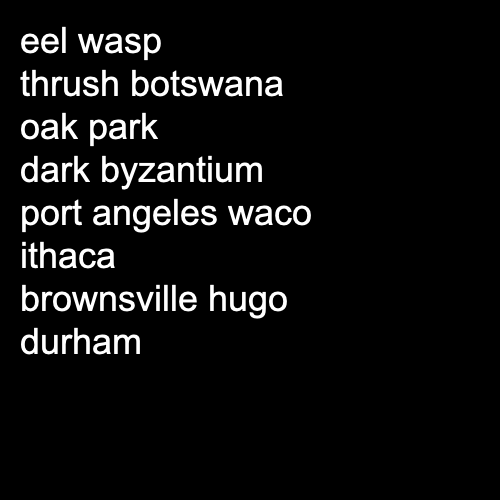 eel wasp
thrush botswana
oak park
dark byzantium
port angeles waco
ithaca
brownsville hugo
durham